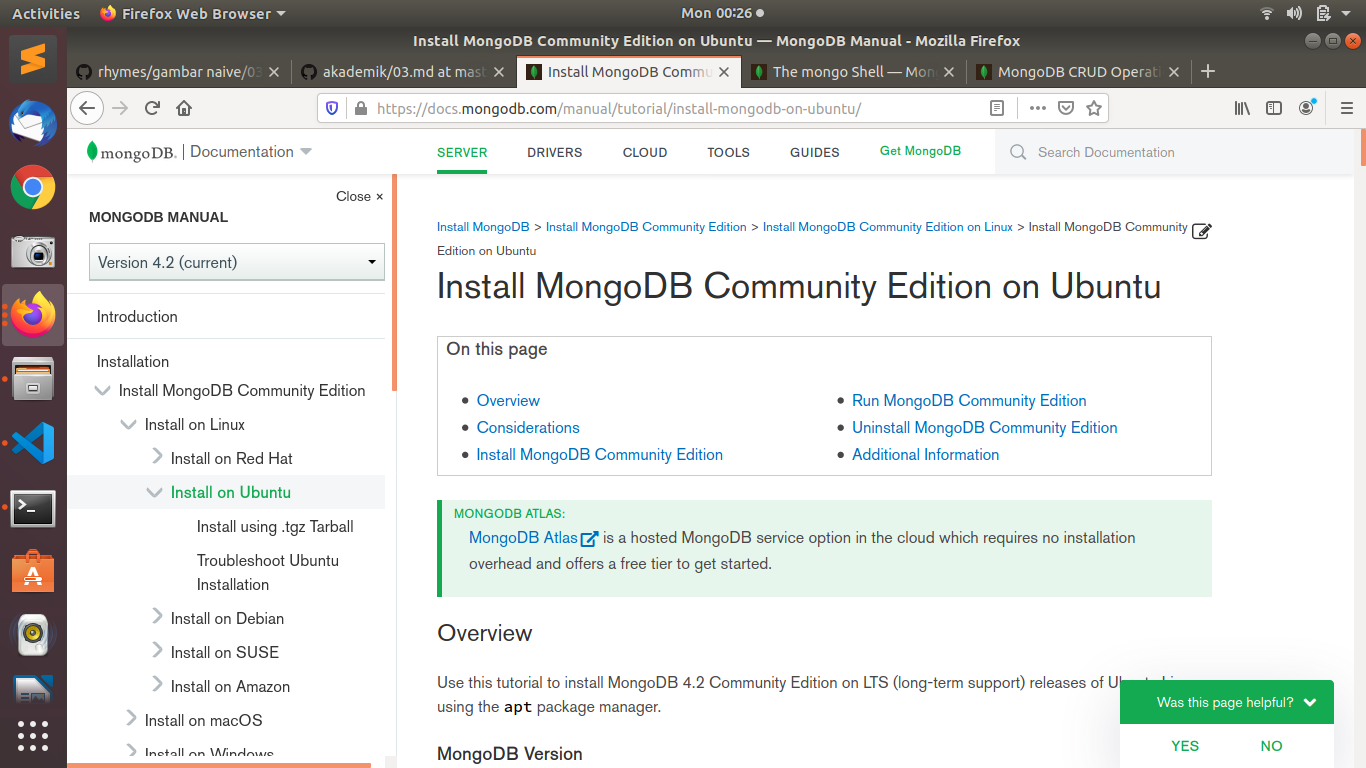 Activities
Firefox Web Browser
Mon 00:26
Install MongoDB Community Edition on Ubuntu — MongoDB Manual - Mozilla Firefox
rhymes/gambar naive/03
akademik/03.md at mast
Install MongoDB Commu
The mongo Shell — Mon
MongoDB CRUD Operati
https://docs.mongodb.com/manual/tutorial/install-mongodb-on-ubuntu/
mongoDB. Documentation
SERVER
DRIVERS
CLOUD
TOOLS
GUIDES
Get MongoDB
Search Documentation
Close ×
MONGODB MANUAL
Version 4.2 (current)
Introduction
Installation
Install MongoDB Community Edition
Install on Linux
Install on Red Hat
Install on Ubuntu
Install using .tgz Tarball
Troubleshoot Ubuntu
Installation
Install on Debian
Install on SUSE
Install on Amazon
Install on macOS
Install on Windows
Install MongoDB > Install MongoDB Community Edition > Install MongoDB Community Edition on Linux > Install MongoDB Community
Edition on Ubuntu
Install MongoDB Community Edition on Ubuntu
On this page
Overview
Considerations
Install MongoDB Community Edition
Run MongoDB Community Edition
Uninstall MongoDB Community Edition
Additional Information
MONGODB ATLAS:
MongoDB Atlas is a hosted MongoDB service option in the cloud which requires no installation
overhead and offers a free tier to get started.
Overview
Use this tutorial to install MongoDB 4.2 Community Edition on LTS (long-term support) releases of
using the apt package manager.
MongoDB Version
Was this page helpful?
YES
NO